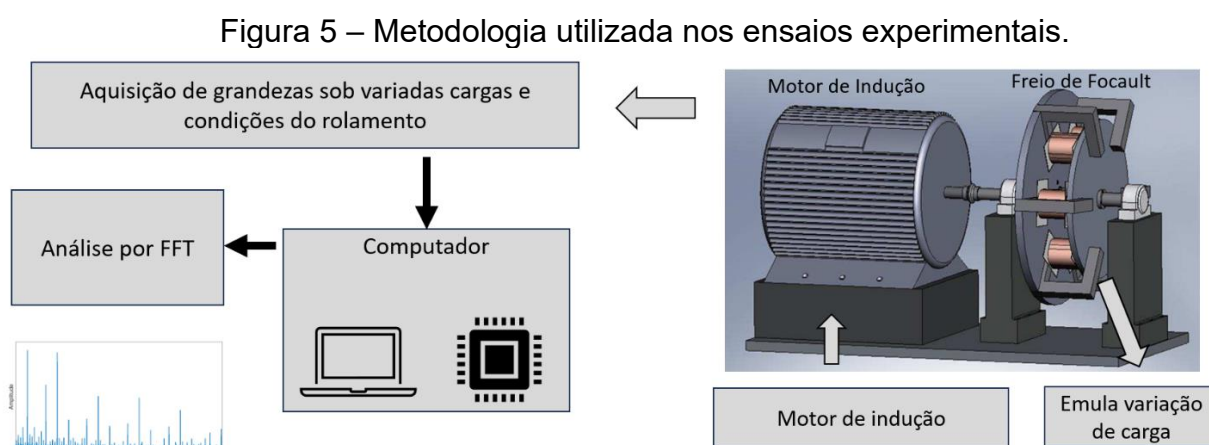 Figura 5 – Metodologia utilizada nos ensaios experimentais.
Aquisição de grandezas sob variadas cargas e
condições do rolamento
Motor de Indução
Freio de Focault
Análise por FFT
Computador
Amplitude
Motor de indução
Emula variação
de carga